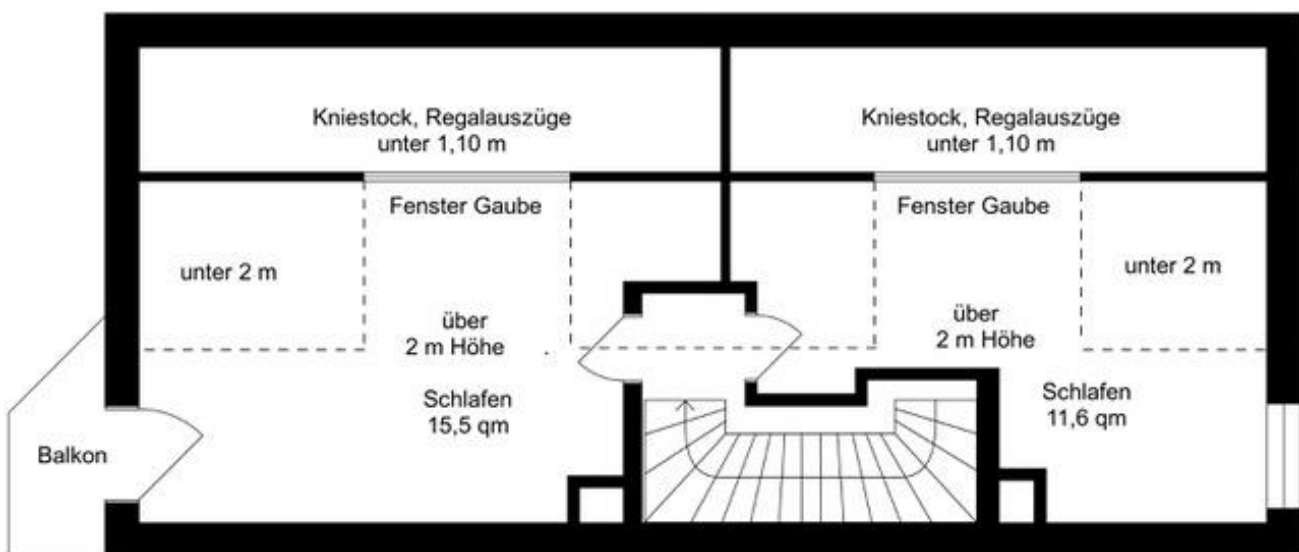 Kniestock, Regalauszüge
unter 1,10 m
Kniestock, Regalauszüge
unter 1,10 m
Fenster Gaube
Fenster Gaube
unter 2 m
unter 2 m
über
2 m Höhe
über
2 m Höhe
Schlafen
15,5 qm
Schlafen
11,6 qm
Balkon